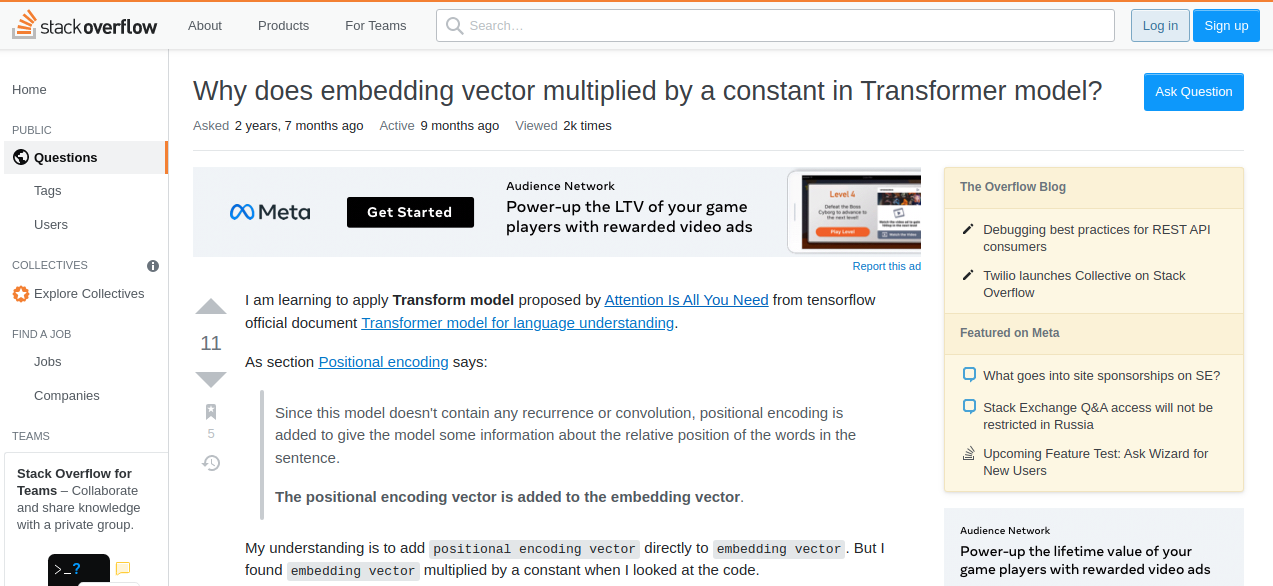 stack overflow
About
Products
For Teams
Search…
Log in
Sign up
Home
PUBLIC
Questions
Tags
Users
COLLECTIVES
Explore Collectives
FIND A JOB
Jobs
Companies
TEAMS
Stack Overflow for
Teams – Collaborate
and share knowledge
with a private group.
>_?
Why does embedding vector multiplied by a constant in Transformer model?
Ask Question
Asked 2 years, 7 months ago Active 9 months ago Viewed 2k times
Meta
Get Started
Audience Network
Power-up the LTV of your game
players with rewarded video ads
Level 4
Defeat the Boss
Cyborg to advance to
the next level!
Play Level
Report this ad
11
5
I am learning to apply Transform model proposed by Attention Is All You Need from tensorflow
official document Transformer model for language understanding.
As section Positional encoding says:
Since this model doesn't contain any recurrence or convolution, positional encoding is
added to give the model some information about the relative position of the words in the
sentence.
The positional encoding vector is added to the embedding vector.
My understanding is to add positional encoding vector directly to embedding vector. But I
found embedding vector multiplied by a constant when I looked at the code.
The Overflow Blog
Debugging best practices for REST API
consumers
Twilio launches Collective on Stack
Overflow
Featured on Meta
What goes into site sponsorships on SE?
Stack Exchange Q&A access will not be
restricted in Russia
Upcoming Feature Test: Ask Wizard for
New Users
Audience Network
Power-up the lifetime value of your
game players with rewarded video ads